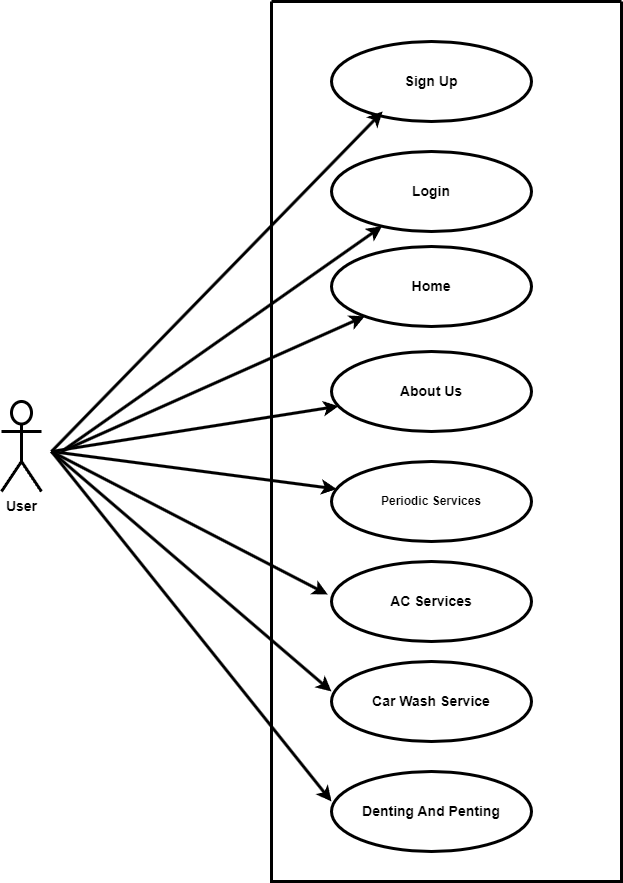 Sign Up
Login
Home
About Us
User
Periodic Services
AC Services
Car Wash Service
Denting And Penting